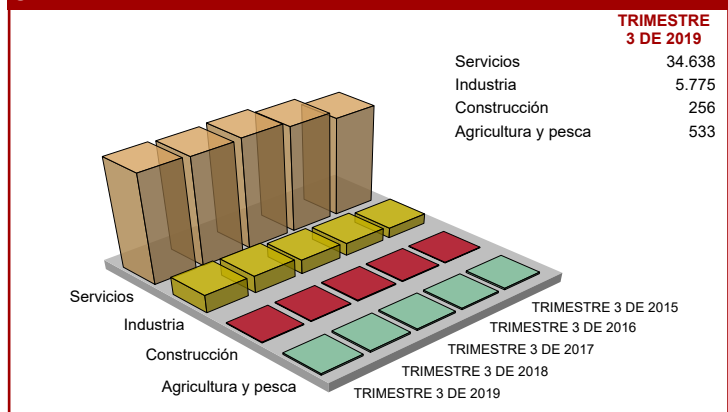 TRIMESTRE
3 DE 2019
Servicios 34.638
Industria 5.775
Construcción 256
Agricultura y pesca 533
Servicios
Industria
Construcción
Agricultura y pesca
TRIMESTRE 3 DE 2015
TRIMESTRE 3 DE 2016
TRIMESTRE 3 DE 2017
TRIMESTRE 3 DE 2018
TRIMESTRE 3 DE 2019